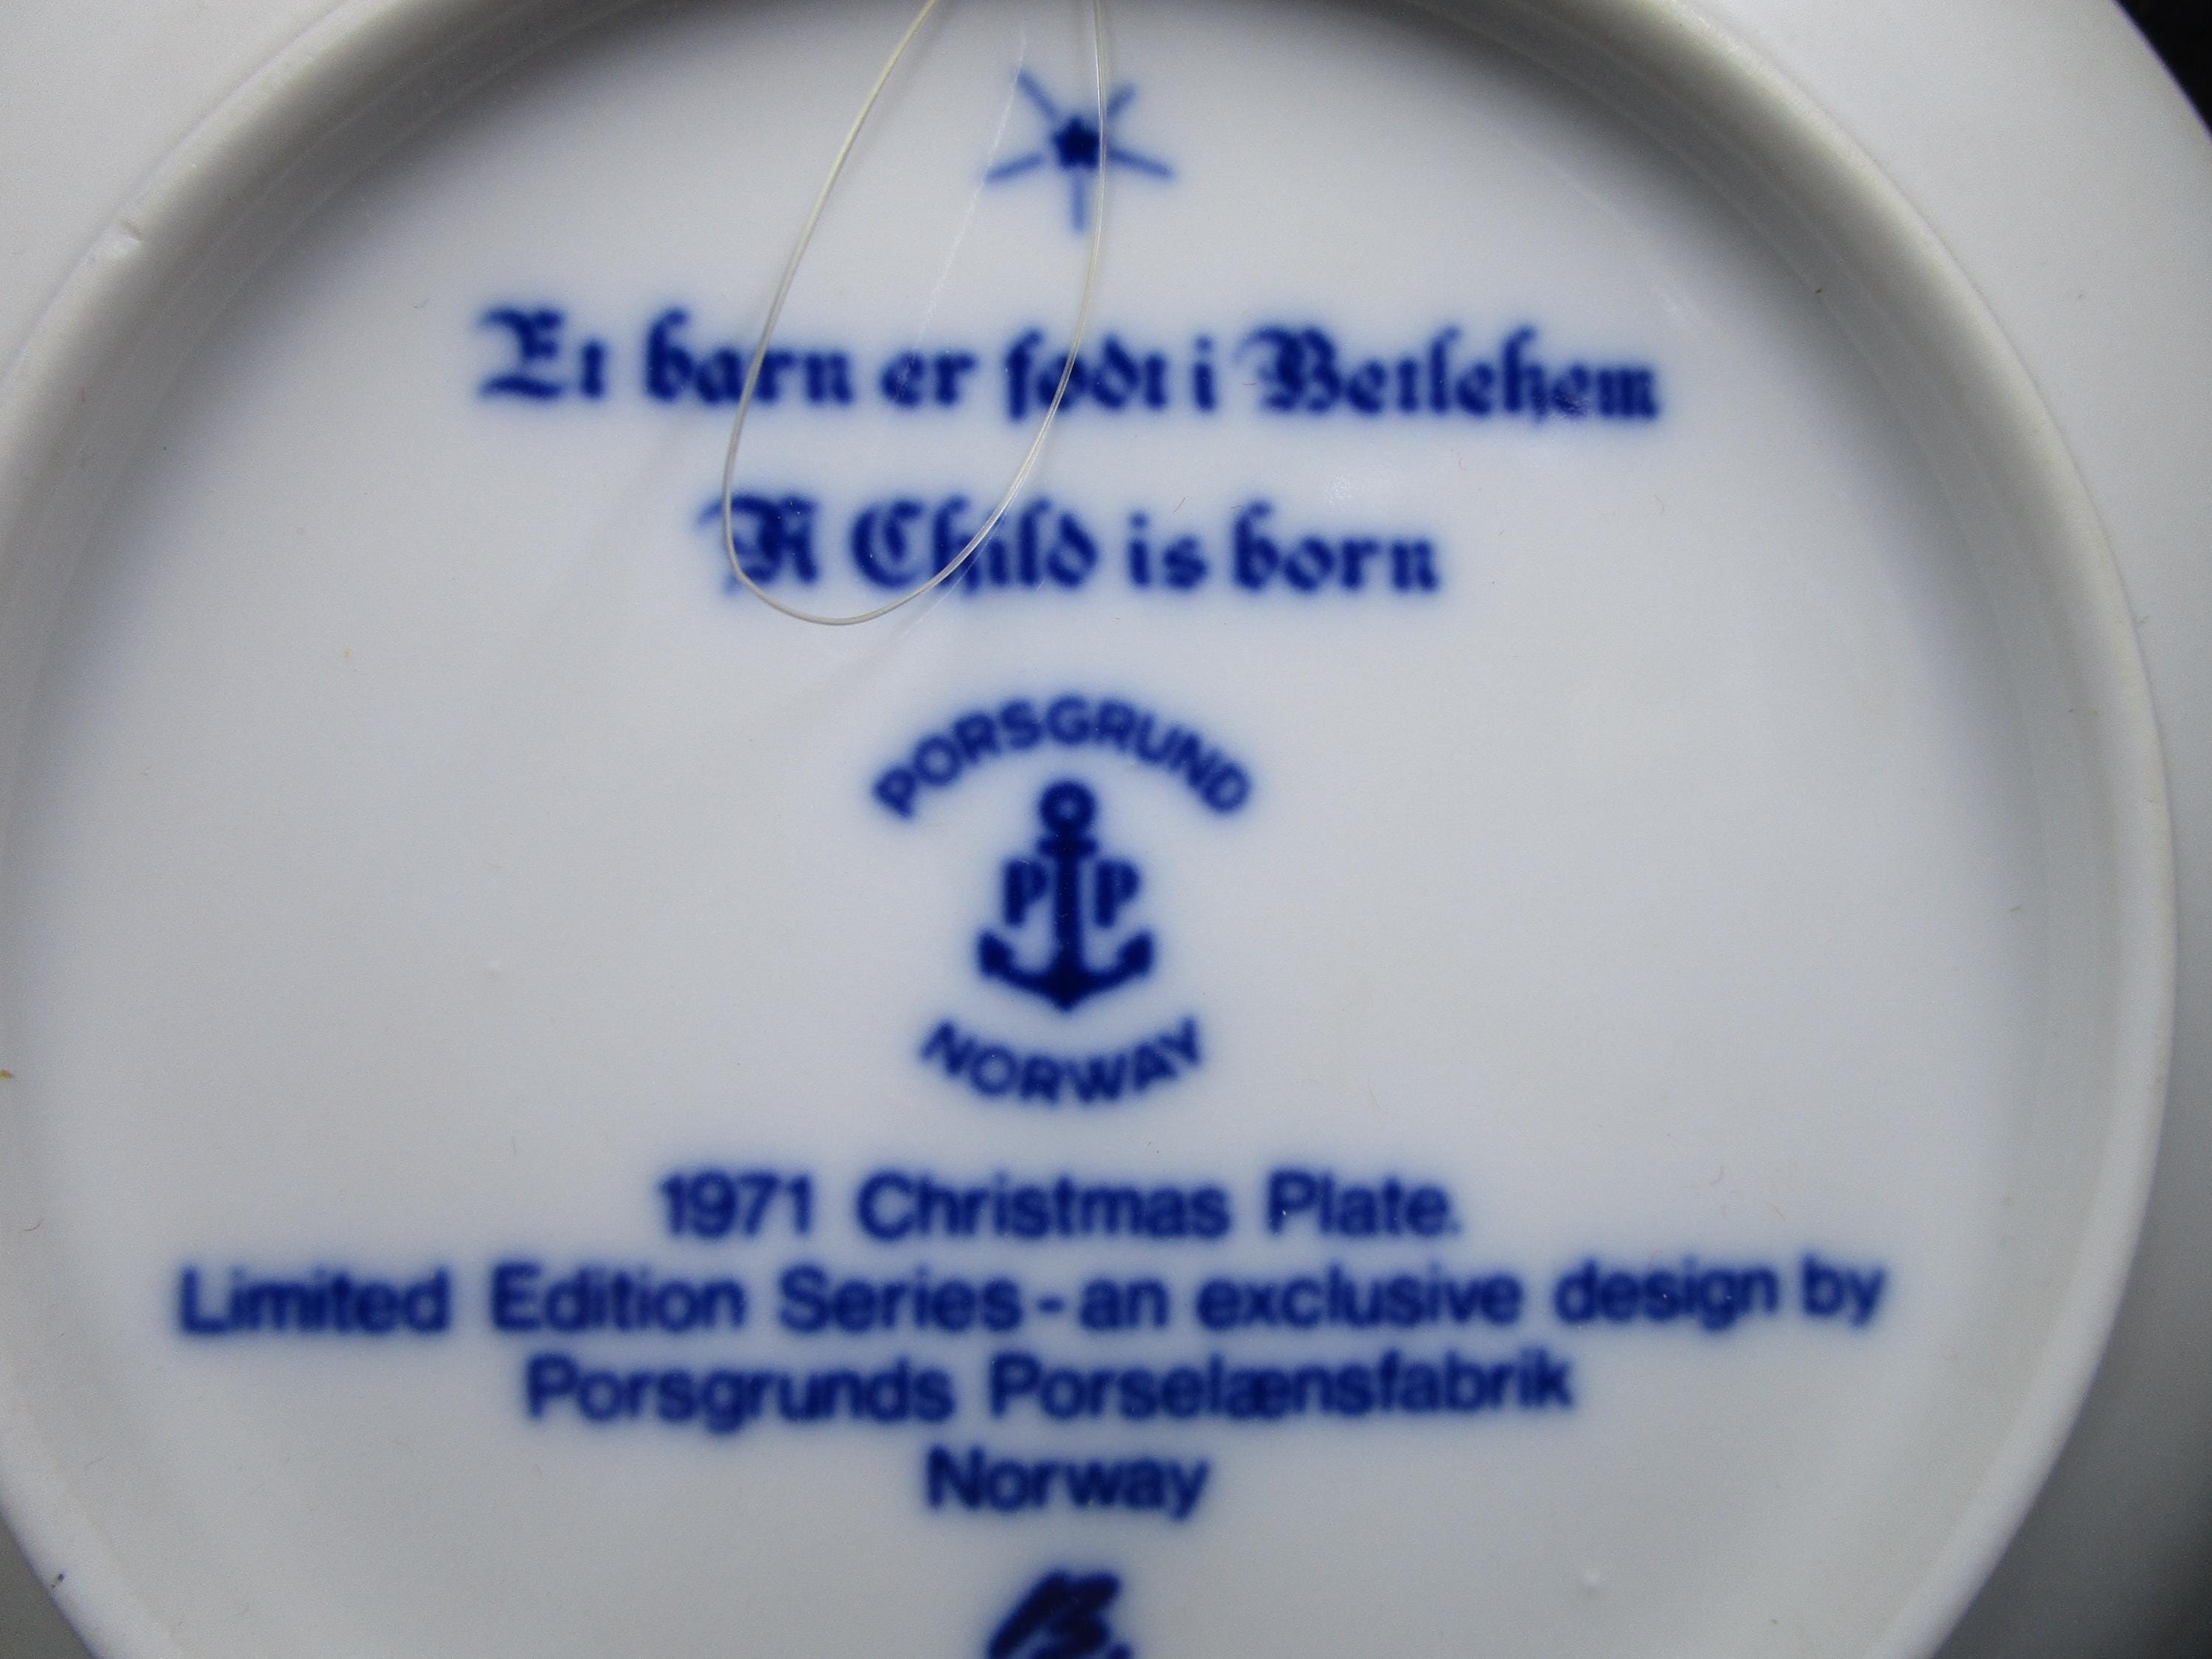 Et barn er født i Betlehem
A Child is born
PORSGRUND
P P
NORWAY
1971 Christmas Plate.
Limited Edition Series - an exclusive design by
Porsgrunds Porselænsfabrik
Norway